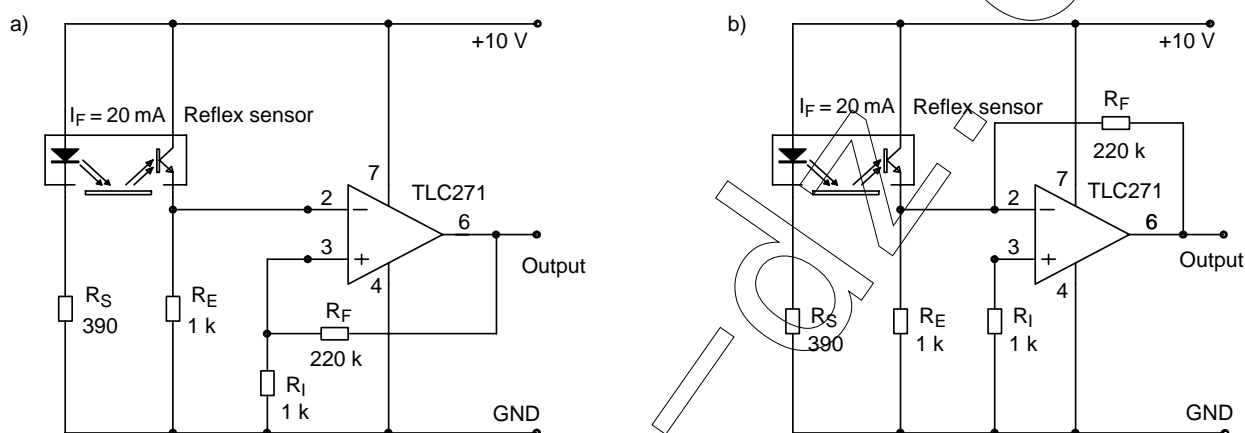 a)
+10 V
I_F = 20 mA Reflex sensor
7
TLC271
2
−
6
3
+
Output
4
R_S
390
R_E
1 k
R_F
220 k
R_I
1 k
GND
b)
+10 V
I_F = 20 mA Reflex sensor
R_F
220 k
7
TLC271
2
−
6
3
+
Output
4
R_S
390
R_E
1 k
R_I
1 k
GND